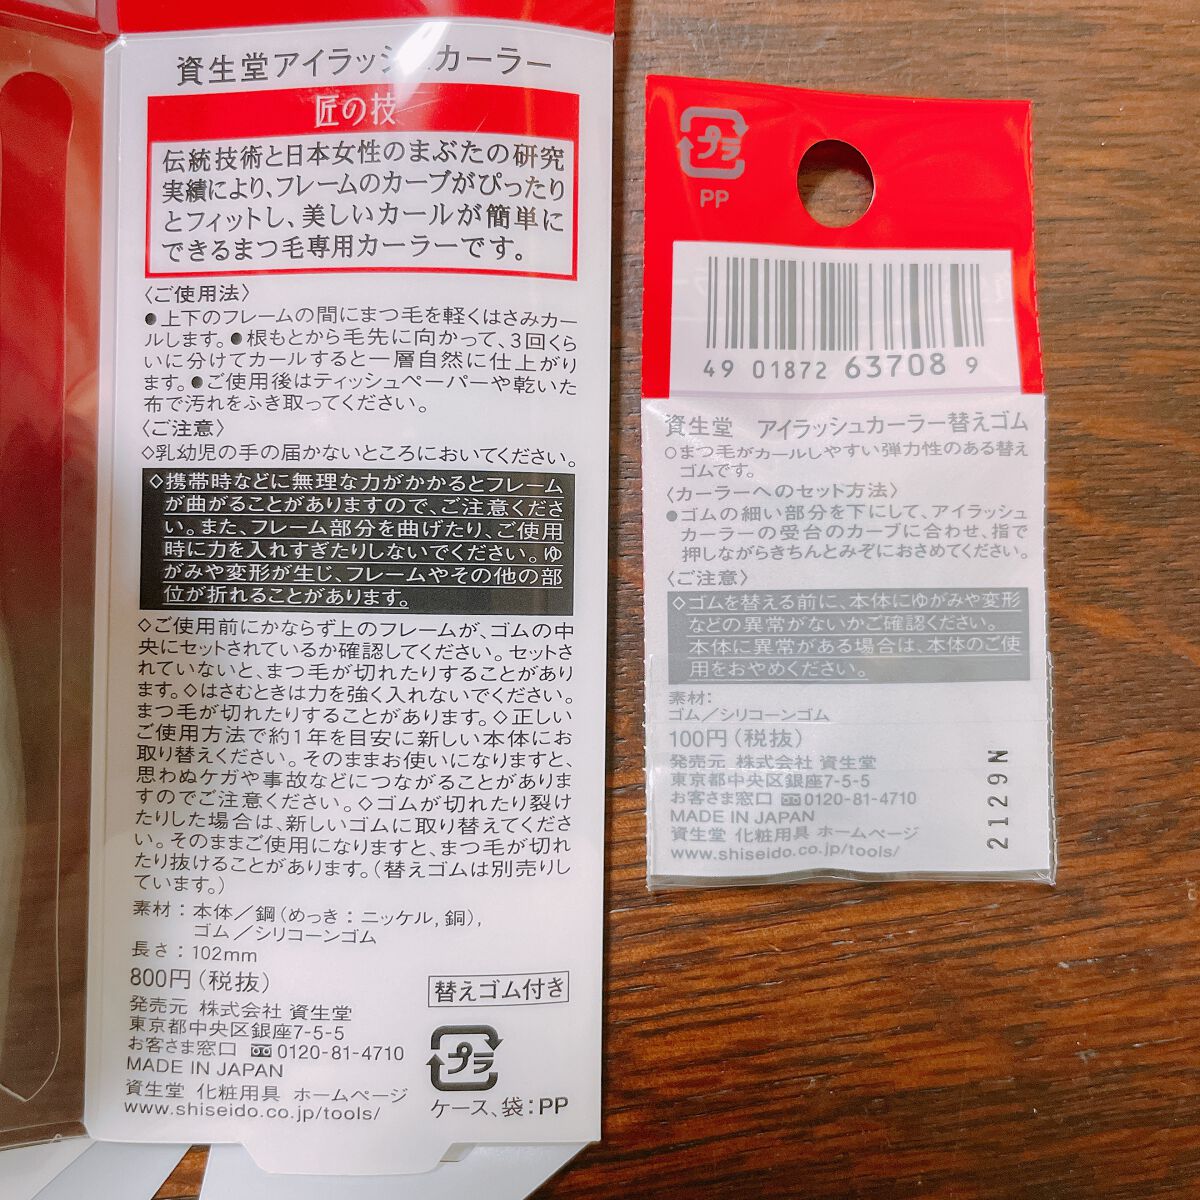 資生堂アイラッシュカーラー
匠の技
伝統技術と日本女性のまぶたの研究
実績により、フレームのカーブがぴったり
とフィットし、美しいカールが簡単に
できるまつ毛専用カーラーです。
〈ご使用法〉
●上下のフレームの間にまつ毛を軽くはさみカー
ルします。●根もとから毛先に向かって、3回くら
いに分けてカールすると一層自然に仕上がり
ます。●ご使用後はティッシュペーパーや乾いた
布で汚れをふき取ってください。
〈ご注意〉
◇乳幼児の手の届かないところにおいてください。
◇携帯時などに無理な力がかかるとフレーム
が曲がることがありますので、ご注意くださ
い。また、フレーム部分を曲げたり、ご使用
時に力を入れすぎたりしないでください。ゆ
がみや変形が生じ、フレームやその他の部
位が折れることがあります。
◇ご使用前にかならず上のフレームが、ゴムの中
央にセットされているか確認してください。セットさ
れていないと、まつ毛が切れたりすることがあり
ます。◇はさむときは力を強く入れないでください。
まつ毛が切れたりすることがあります。◇正しい
ご使用方法で約1年を目安に新しい本体にお
取り替えください。そのままお使いになりますと、
思わぬケガや事故などにつながることがありま
すのでご注意ください。◇ゴムが切れたり裂け
たりした場合は、新しいゴムに取り替えてくださ
い。そのままご使用になりますと、まつ毛が切れ
たり抜けることがあります。(替えゴムは別売りし
ています。)
素材：本体／鋼(めっき：ニッケル,銅),
ゴム／シリコーンゴム
長さ：102mm
800円(税抜)
替えゴム付き
発売元 株式会社 資生堂
東京都中央区銀座7-5-5
お客さま窓口 0120-81-4710
MADE IN JAPAN
資生堂 化粧用具 ホームページ
www.shiseido.co.jp/tools/
プラ
ケース、袋：PP
プラ
PP
49 01872 63708 9
資生堂 アイラッシュカーラー替えゴム
○まつ毛がカールしやすい弾力性のある替え
ゴムです。
〈カーラーへのセット方法〉
●ゴムの細い部分を下にして、アイラッシュ
カーラーの受台のカーブに合わせ、指で
押しながらきちんとみぞにおさめてください。
〈ご注意〉
◇ゴムを替える前に、本体にゆがみや変形
などの異常がないかご確認ください。
本体に異常がある場合は、本体のご使
用をおやめください。
素材：
ゴム／シリコーンゴム
100円(税抜)
発売元 株式会社 資生堂
東京都中央区銀座7-5-5
お客さま窓口 0120-81-4710
MADE IN JAPAN
資生堂 化粧用具 ホームページ
www.shiseido.co.jp/tools/
2129N